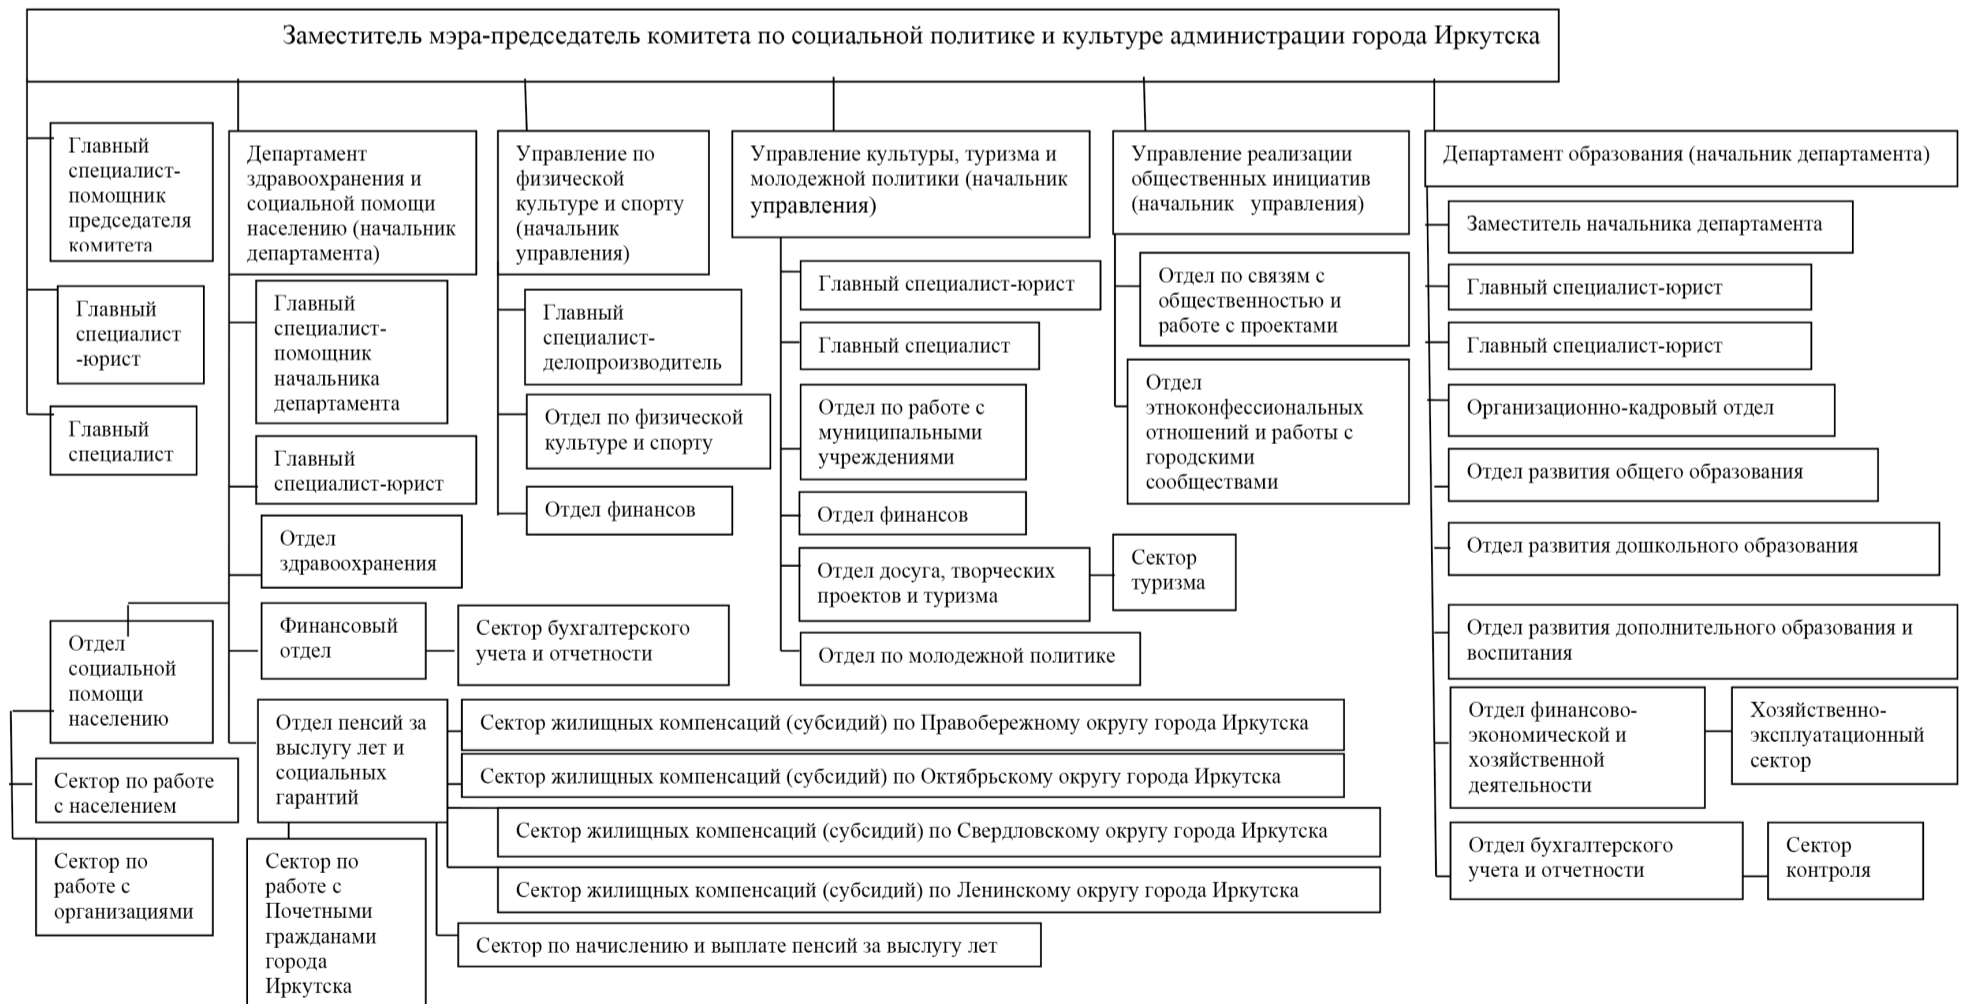 Заместитель мэра-председатель комитета по социальной политике и культуре администрации города Иркутска
Главный
специалист-
помощник
председателя
комитета
Главный
специалист
-юрист
Главный
специалист
Департамент
здравоохранения и
социальной помощи
населению (начальник
департамента)
Главный
специалист-
помощник
начальника
департамента
Главный
специалист-юрист
Отдел
здравоохранения
Финансовый
отдел
Сектор бухгалтерского
учета и отчетности
Отдел
социальной
помощи
населению
Сектор по работе
с населением
Сектор по
работе с
организациями
Отдел пенсий за
выслугу лет и
социальных
гарантий
Сектор жилищных компенсаций (субсидий) по Правобережному округу города Иркутска
Сектор жилищных компенсаций (субсидий) по Октябрьскому округу города Иркутска
Сектор жилищных компенсаций (субсидий) по Свердловскому округу города Иркутска
Сектор жилищных компенсаций (субсидий) по Ленинскому округу города Иркутска
Сектор по начислению и выплате пенсий за выслугу лет
Сектор по
работе с
Почетными
гражданами
города
Иркутска
Управление по
физической
культуре и спорту
(начальник
управления)
Главный
специалист-
делопроизводитель
Отдел по физической
культуре и спорту
Отдел финансов
Управление культуры, туризма и
молодежной политики (начальник
управления)
Главный специалист-юрист
Главный специалист
Отдел по работе с
муниципальными
учреждениями
Отдел финансов
Отдел досуга, творческих
проектов и туризма
Сектор
туризма
Отдел по молодежной политике
Управление реализации
общественных инициатив
(начальник управления)
Отдел по связям с
общественностью и
работе с проектами
Отдел
этноконфессиональных
отношений и работы с
городскими
сообществами
Департамент образования (начальник департамента)
Заместитель начальника департамента
Главный специалист-юрист
Главный специалист-юрист
Организационно-кадровый отдел
Отдел развития общего образования
Отдел развития дошкольного образования
Отдел развития дополнительного образования и
воспитания
Отдел финансово-
экономической и
хозяйственной
деятельности
Хозяйственно-
эксплуатационный
сектор
Отдел бухгалтерского
учета и отчетности
Сектор
контроля